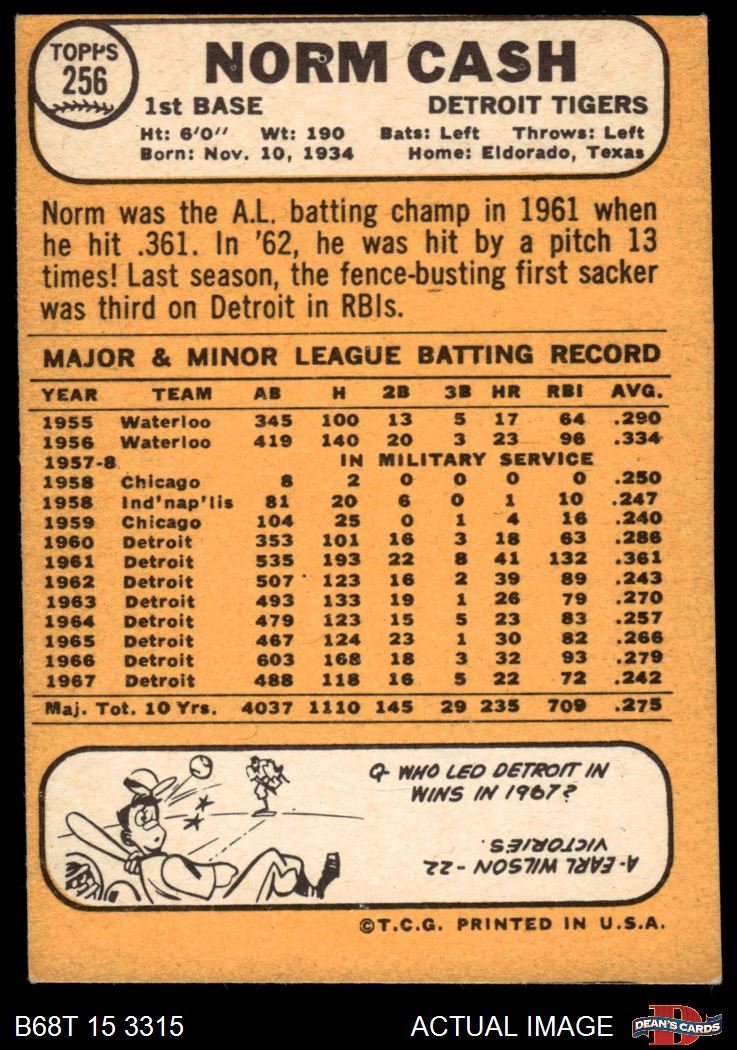 TOPPS
256
NORM CASH
1st BASE DETROIT TIGERS
Ht: 6'0" Wt: 190 Bats: Left Throws: Left
Born: Nov. 10, 1934 Home: Eldorado, Texas
Norm was the A.L. batting champ in 1961 when
he hit .361. In '62, he was hit by a pitch 13
times! Last season, the fence-busting first sacker
was third on Detroit in RBIs.
MAJOR & MINOR LEAGUE BATTING RECORD
YEAR TEAM AB H 2B 3B HR RBI AVG.
1955 Waterloo 345 100 13 5 17 64 .290
1956 Waterloo 419 140 20 3 23 96 .334
1957-8 IN MILITARY SERVICE
1958 Chicago 8 2 0 0 0 0 .250
1958 Ind'nap'lis 81 20 6 0 1 10 .247
1959 Chicago 104 25 0 1 4 16 .240
1960 Detroit 353 101 16 3 18 63 .286
1961 Detroit 535 193 22 8 41 132 .361
1962 Detroit 507 123 16 2 39 89 .243
1963 Detroit 493 133 19 1 26 79 .270
1964 Detroit 479 123 15 5 23 83 .257
1965 Detroit 467 124 23 1 30 82 .266
1966 Detroit 603 168 18 3 32 93 .279
1967 Detroit 488 118 16 5 22 72 .242
Maj. Tot. 10 Yrs. 4037 1110 145 29 235 709 .275
Q- WHO LED DETROIT IN
WINS IN 1967?
A-EARL WILSON - 22
VICTORIES.
©T.C.G. PRINTED IN U.S.A.
B68T 15 3315 ACTUAL IMAGE DEAN'S CARDS